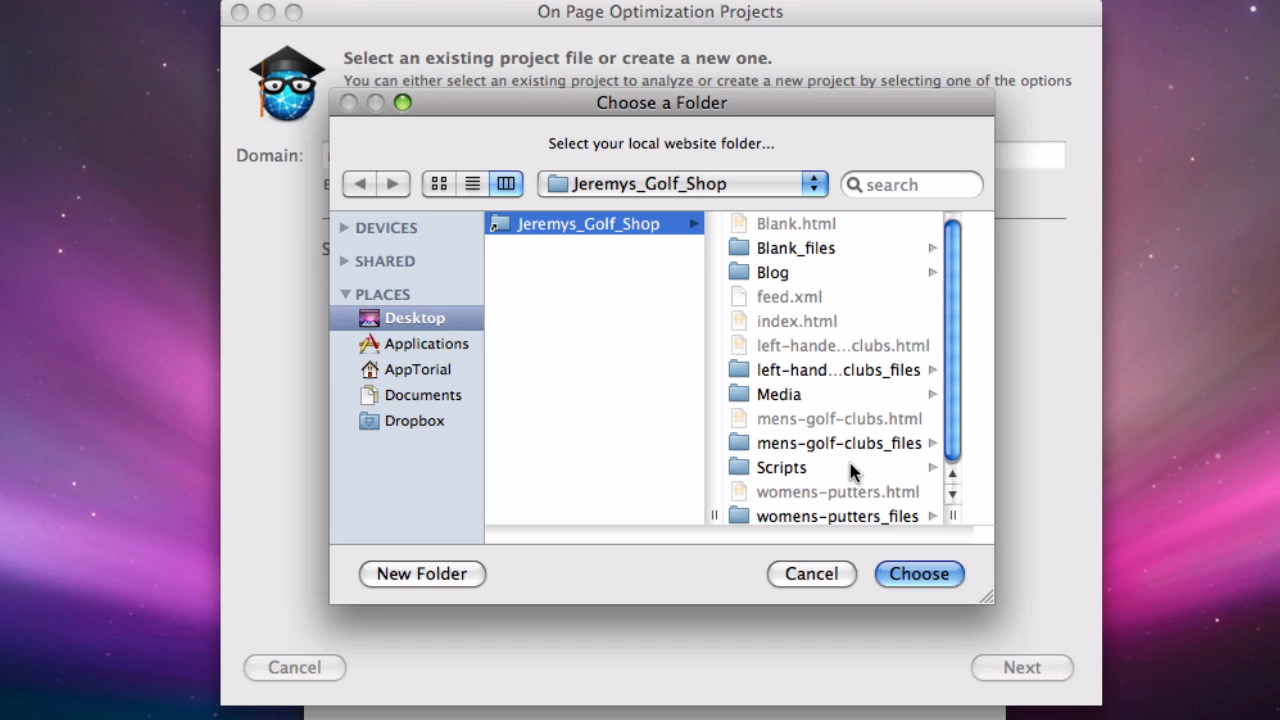 On Page Optimization Projects
Select an existing project file or create a new one.
You can either select an existing project to analyze or create a new project by selecting one of the options
Choose a Folder
Select your local website folder...
Domain:
Jeremys_Golf_Shop
search
DEVICES
SHARED
PLACES
Desktop
Applications
AppTorial
Documents
Dropbox
Jeremys_Golf_Shop
Blank.html
Blank_files
Blog
feed.xml
index.html
left-hande...clubs.html
left-hand...clubs_files
Media
mens-golf-clubs.html
mens-golf-clubs_files
Scripts
womens-putters.html
womens-putters_files
New Folder
Cancel
Choose
Cancel
Next